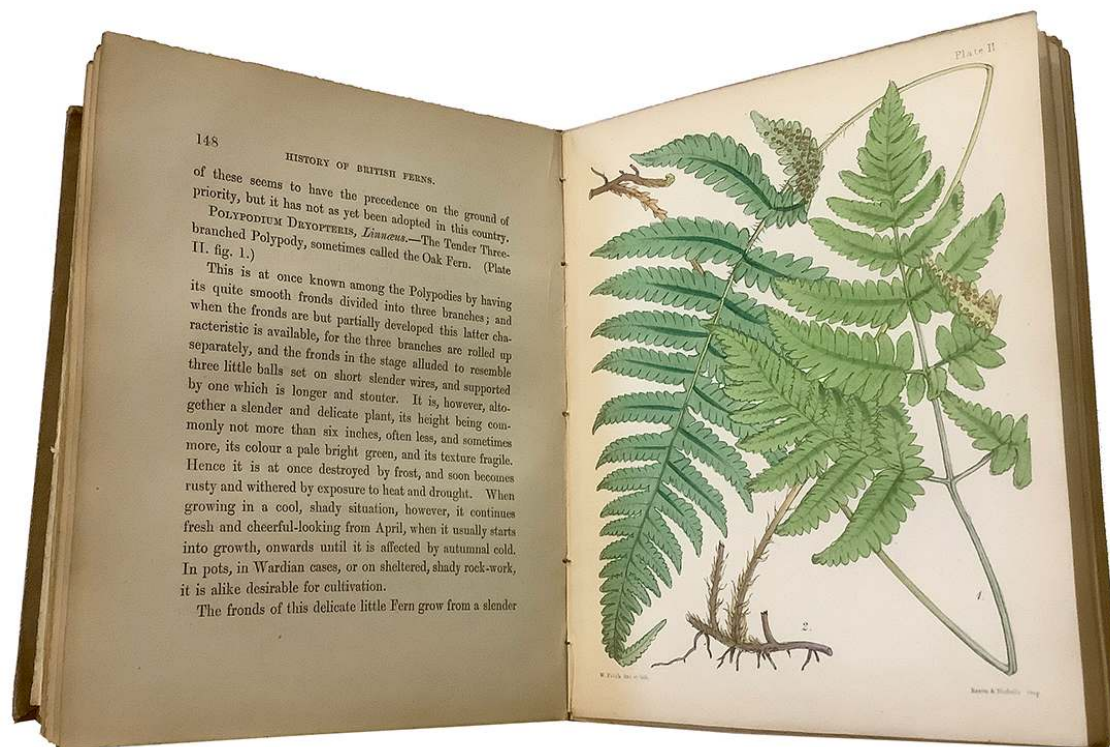 148
HISTORY OF BRITISH FERNS.
of these seems to have the precedence on the ground of
priority, but it has not as yet been adopted in this country.
POLYPODIUM DRYOPTERIS, Linnæus.—The Tender Three-
branched Polypody, sometimes called the Oak Fern. (Plate
II. fig. 1.)
This is at once known among the Polypodies by having
its quite smooth fronds divided into three branches; and
when the fronds are but partially developed this latter cha-
racteristic is available, for the three branches are rolled up
separately, and the fronds in the stage alluded to resemble
three little balls set on short slender wires, and supported
by one which is longer and stouter. It is, however, alto-
gether a slender and delicate plant, its height being com-
monly not more than six inches, often less, and sometimes
more, its colour a pale bright green, and its texture fragile.
Hence it is at once destroyed by frost, and soon becomes
rusty and withered by exposure to heat and drought. When
growing in a cool, shady situation, however, it continues
fresh and cheerful-looking from April, when it usually starts
into growth, onwards until it is affected by autumnal cold.
In pots, in Wardian cases, or on sheltered, shady rock-work,
it is alike desirable for cultivation.
The fronds of this delicate little Fern grow from a slender
Plate II
1.
2.
W. Fitch